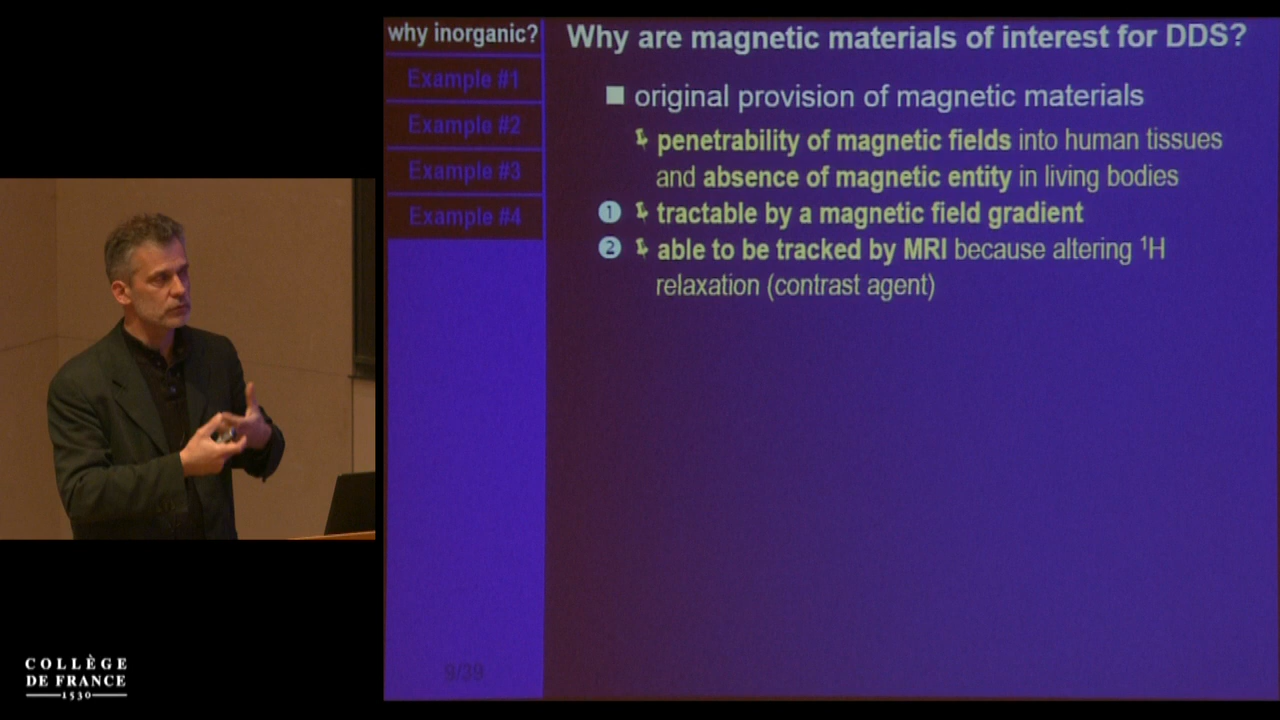 why inorganic?
Example #1
Example #2
Example #3
Example #4
9/39
Why are magnetic materials of interest for DDS?
original provision of magnetic materials
penetrability of magnetic fields into human tissues
and absence of magnetic entity in living bodies
1 tractable by a magnetic field gradient
2 able to be tracked by MRI because altering ¹H
relaxation (contrast agent)
COLLÈGE
DE FRANCE
1530